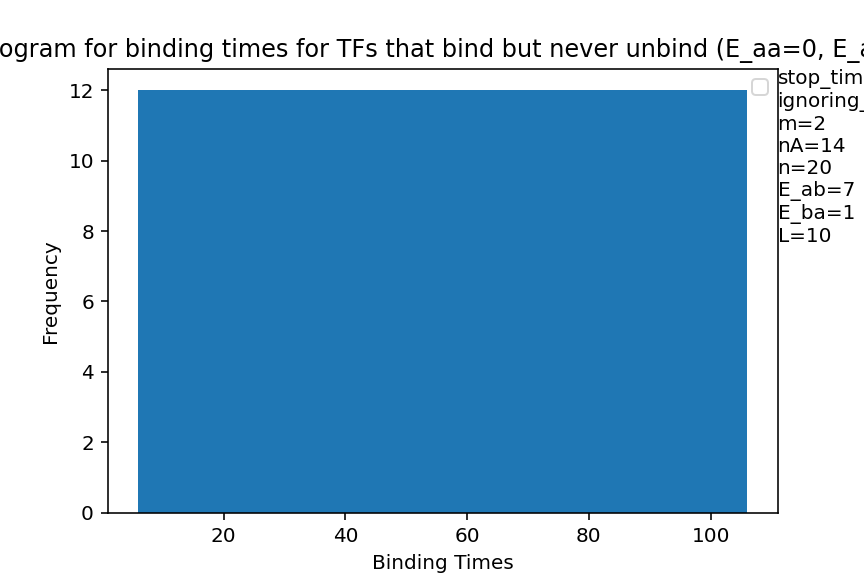 ogram for binding times for TFs that bind but never unbind (E_aa=0, E_a
stop_tim
ignoring_
m=2
nA=14
n=20
E_ab=7
E_ba=1
L=10
12
10
8
6
4
2
0
Frequency
20 40 60 80 100
Binding Times